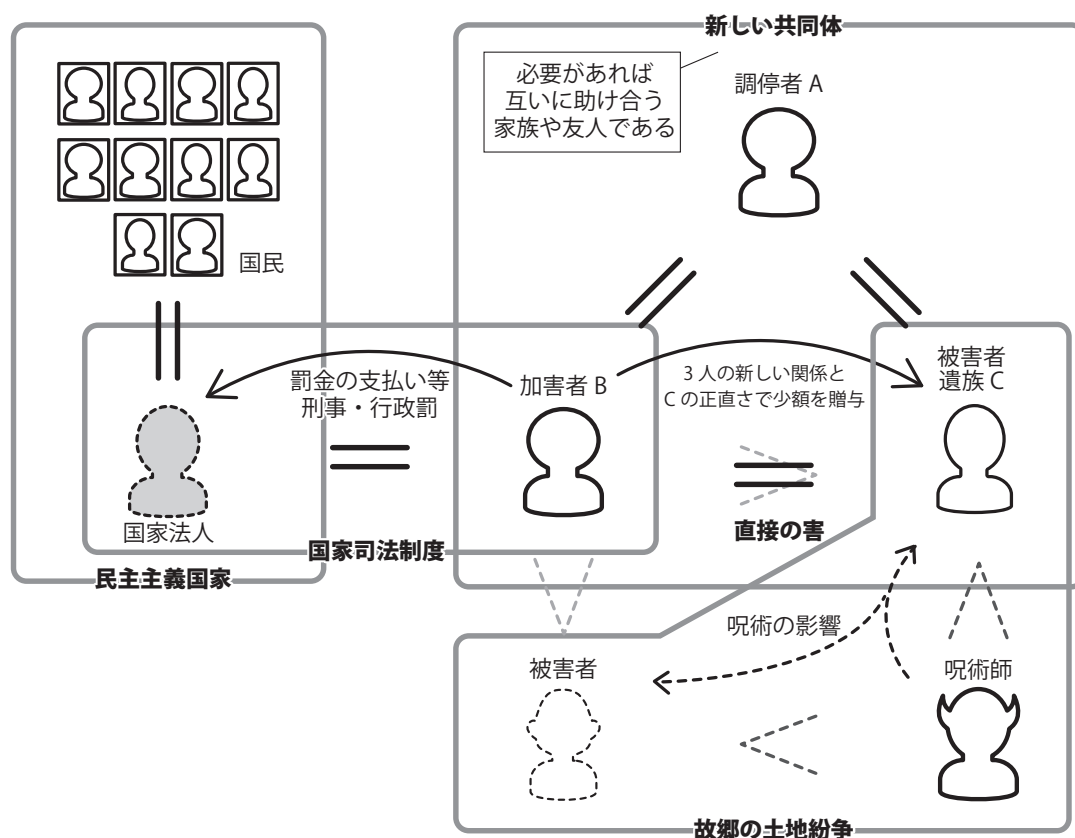 新しい共同体
必要があれば
互いに助け合う
家族や友人である
調停者 A
国民
罰金の支払い等
刑事・行政罰
加害者 B
3 人の新しい関係と
C の正直さで少額を贈与
被害者
遺族 C
国家法人
国家司法制度
直接の害
民主主義国家
呪術の影響
被害者
呪術師
故郷の土地紛争